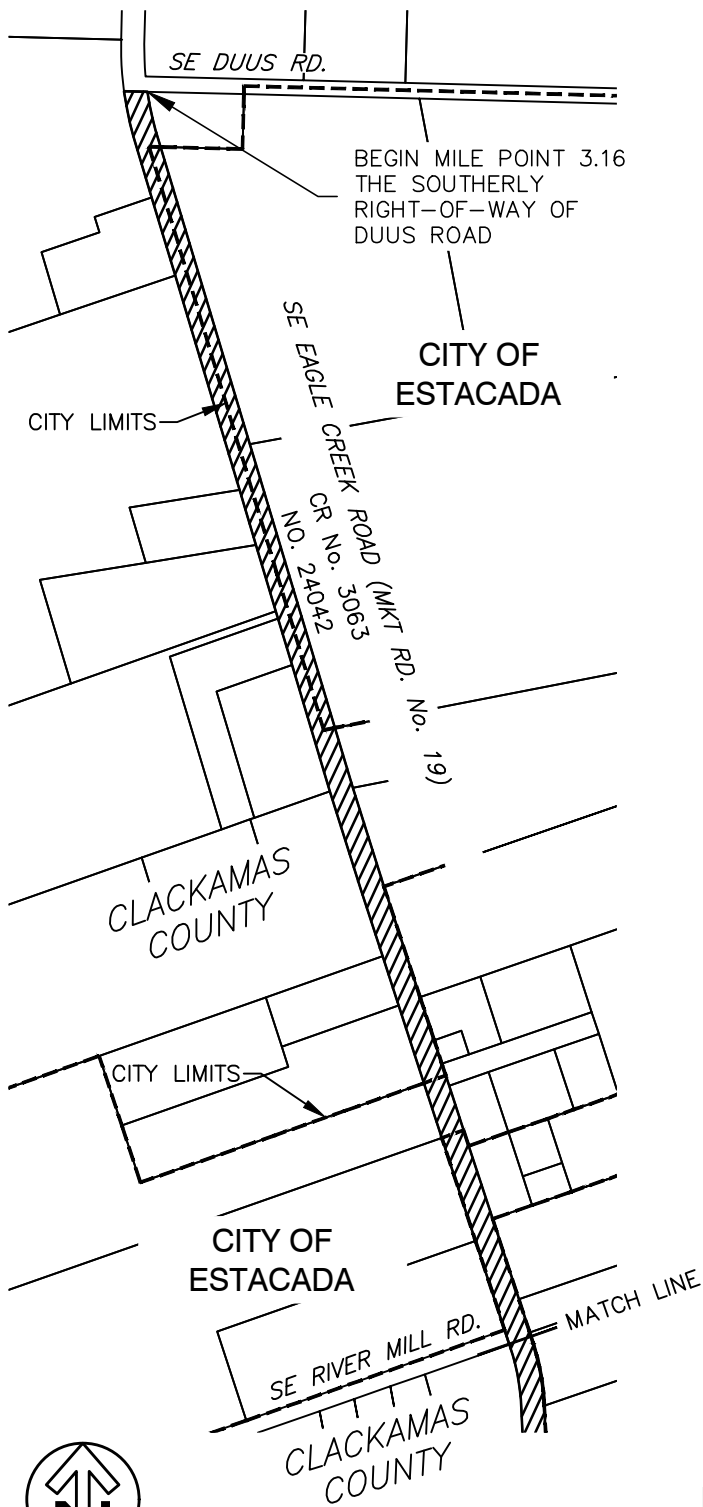 SE DUUS RD.
BEGIN MILE POINT 3.16
THE SOUTHERLY
RIGHT-OF-WAY OF
DUUS ROAD
CITY OF
ESTACADA
CITY LIMITS
SE EAGLE CREEK ROAD (MKT RD. No. 19)
CR No. 3063
NO. 24042
CLACKAMAS
COUNTY
CITY LIMITS
CITY OF
ESTACADA
MATCH LINE
SE RIVER MILL RD.
CLACKAMAS
COUNTY